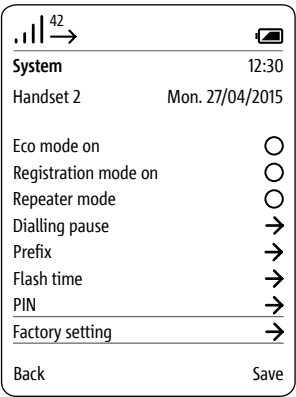 42
System 12:30
Handset 2 Mon. 27/04/2015
Eco mode on
Registration mode on
Repeater mode
Dialling pause
Prefix
Flash time
PIN
Factory setting
Back Save